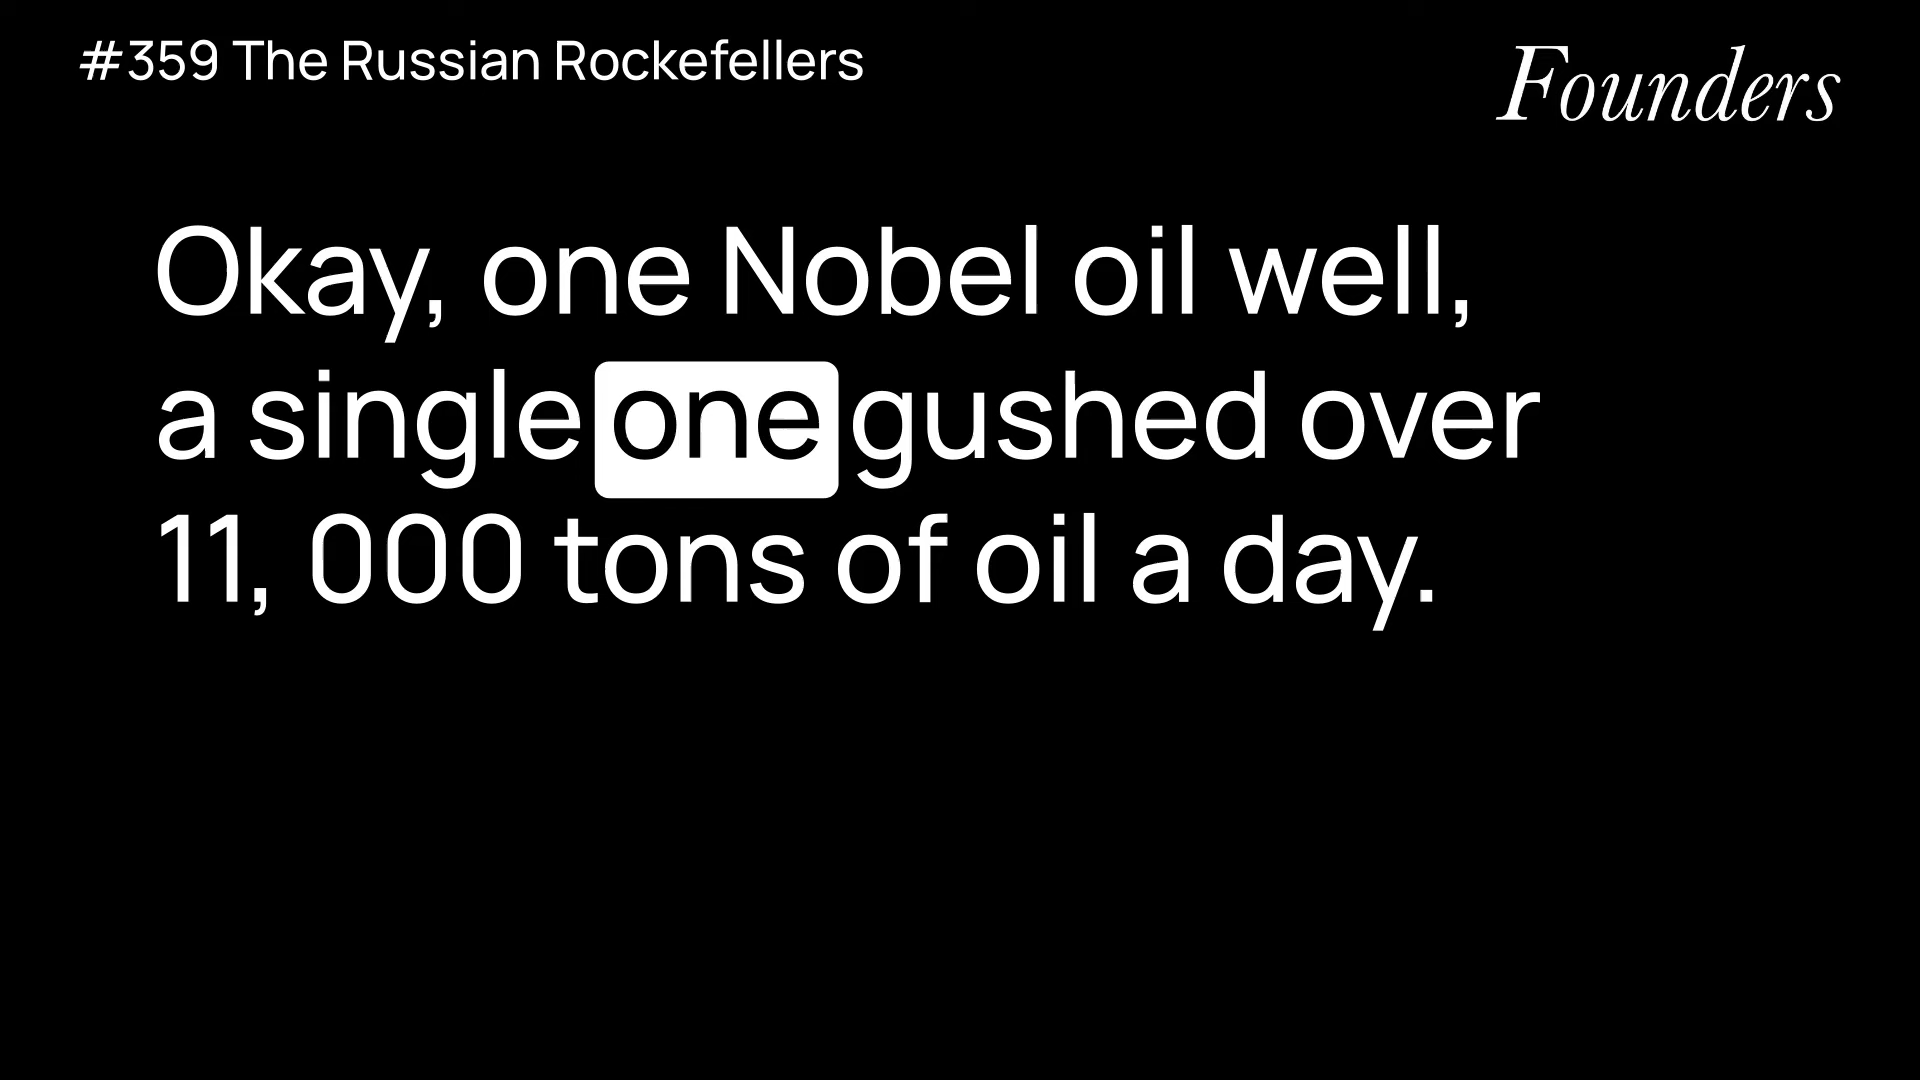 #359 The Russian Rockefellers
Founders
Okay, one Nobel oil well,
a single one gushed over
11, 000 tons of oil a day.